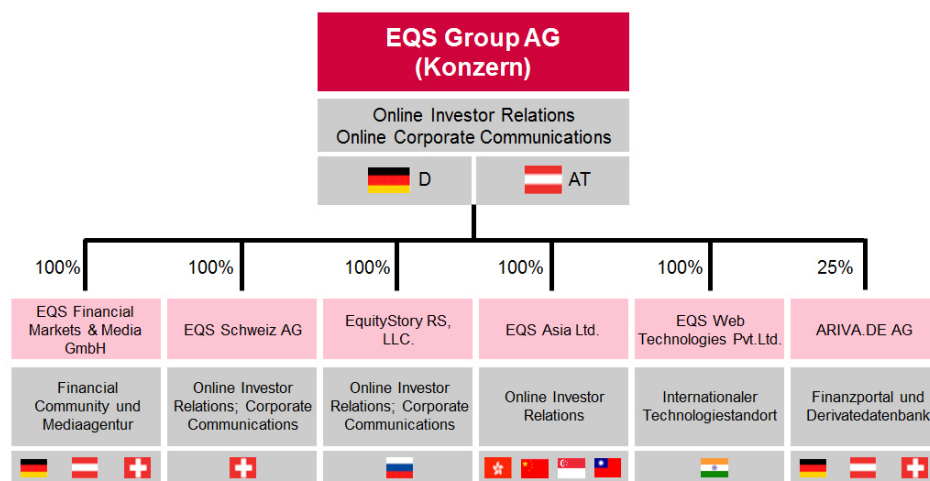 EQS Group AG
(Konzern)
Online Investor Relations
Online Corporate Communications
D
AT
100%
100%
100%
100%
100%
25%
EQS Financial
Markets & Media
GmbH
EQS Schweiz AG
EquityStory RS,
LLC.
EQS Asia Ltd.
EQS Web
Technologies Pvt.Ltd.
ARIVA.DE AG
Financial
Community und
Mediaagentur
Online Investor
Relations; Corporate
Communications
Online Investor
Relations; Corporate
Communications
Online Investor
Relations
Internationaler
Technologiestandort
Finanzportal und
Derivatedatenbank